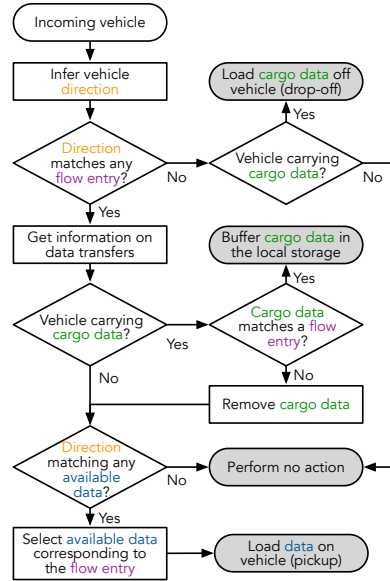 Incoming vehicle
Infer vehicle
direction
Load cargo data off
vehicle (drop-off)
Yes
Direction
matches any
flow entry?
No
Vehicle carrying
cargo data?
No
Yes
Get information on
data transfers
Buffer cargo data in
the local storage
Yes
Vehicle carrying
cargo data?
Yes
Cargo data
matches a flow
entry?
No
No
Remove cargo data
Direction
matching any
available
data?
No
Perform no action
Yes
Select available data
corresponding to
the flow entry
Load data on
vehicle (pickup)